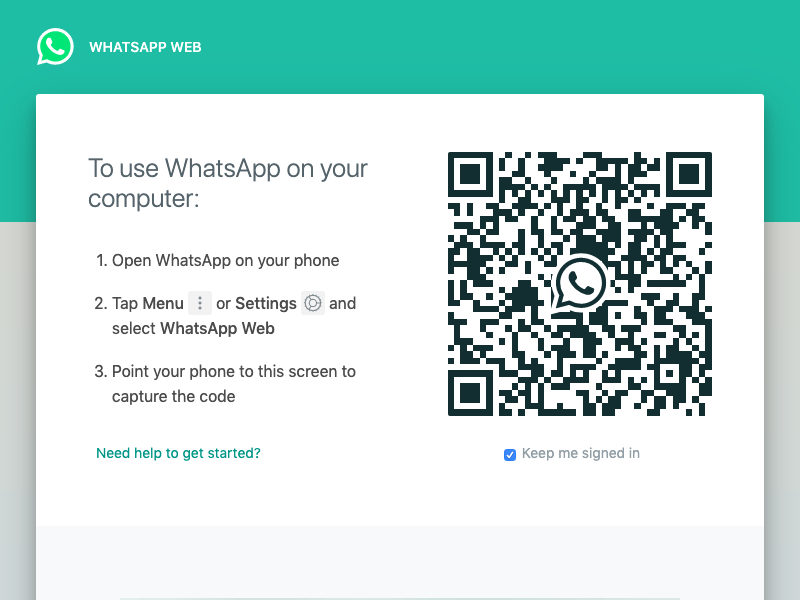 WHATSAPP WEB
To use WhatsApp on your
computer:
1. Open WhatsApp on your phone
2. Tap Menu or Settings and
select WhatsApp Web
3. Point your phone to this screen to
capture the code
Need help to get started?
Keep me signed in